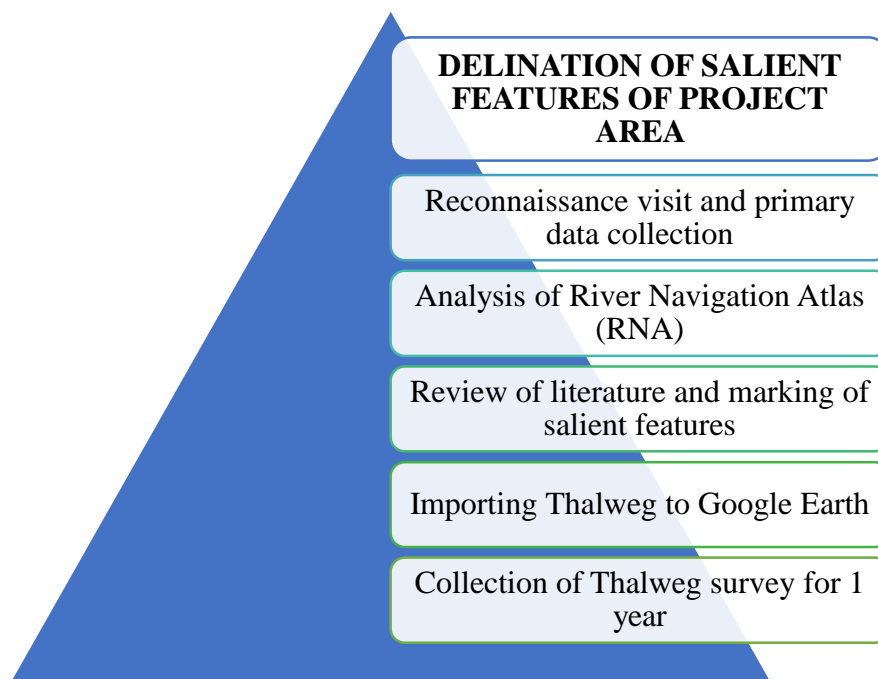 DELINATION OF SALIENT
FEATURES OF PROJECT
AREA
Reconnaissance visit and primary
data collection
Analysis of River Navigation Atlas
(RNA)
Review of literature and marking of
salient features
Importing Thalweg to Google Earth
Collection of Thalweg survey for 1
year